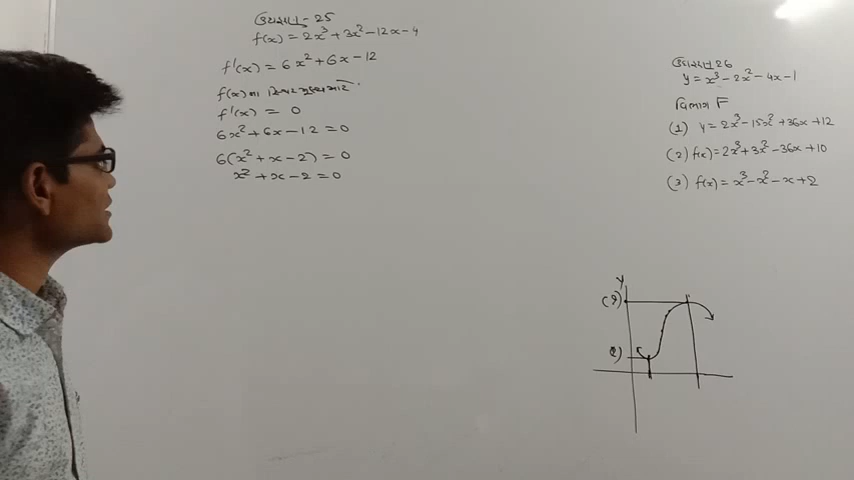 ઉદાહરણ - 25
f(x) = 2x³ + 3x² - 12x - 4
f'(x) = 6x² + 6x - 12
f(x) ના કિંમત માટે
f'(x) = 0
6x² + 6x - 12 = 0
6(x² + x - 2) = 0
x² + x - 2 = 0
ઉદાહરણ 26
y = x³ - 2x² - 4x - 1
વિભાગ F
(1) y = 2x³ - 15x² + 36x + 12
(2) f(x) = 2x³ + 3x² - 36x + 10
(3) f(x) = x³ - x² - x + 2
y